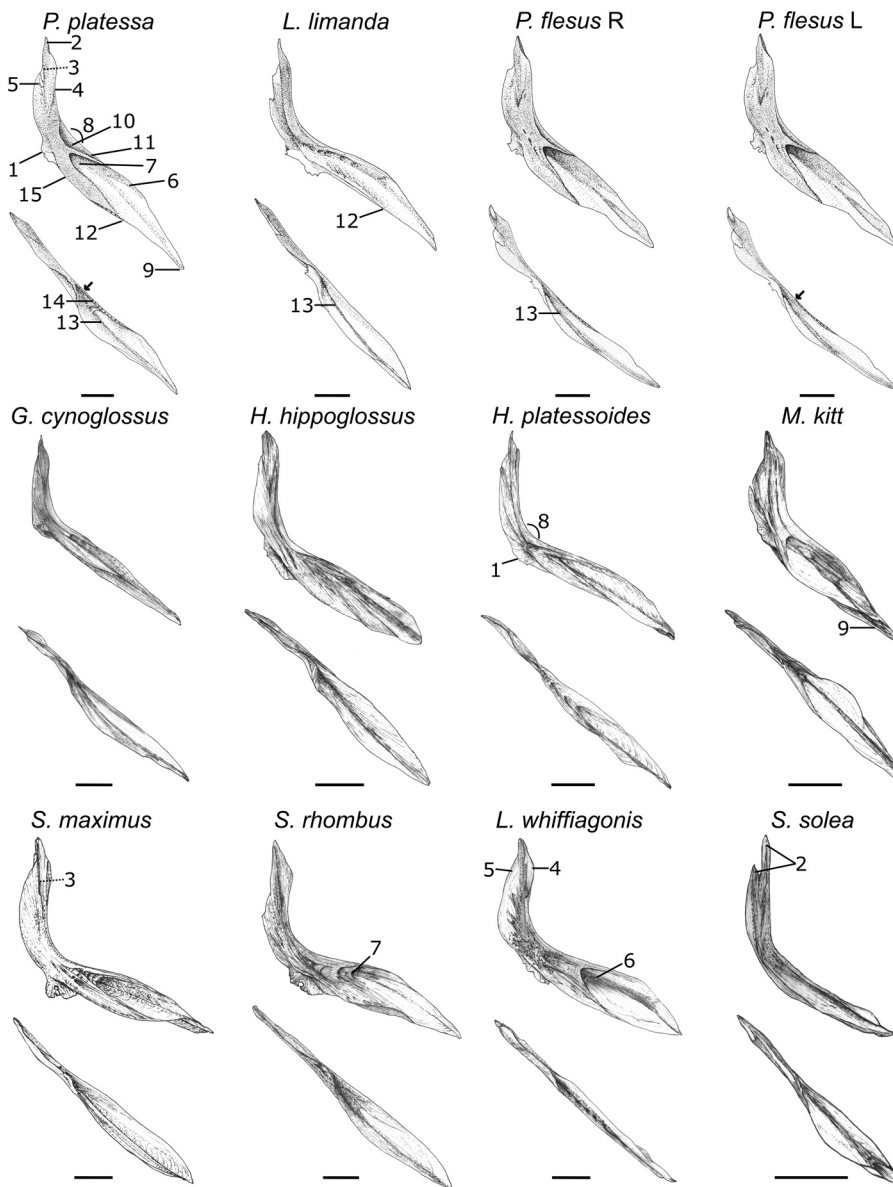 P. platessa L. limanda P. flesus R P. flesus L
2
3
5 4
8 10
11
1 7
15 6
12 12
9
14
13 13 13
G. cynoglossus H. hippoglossus H. platessoides M. kitt
8
1
9
S. maximus S. rhombus L. whiffiagonis S. solea
3 5 4 2
7 6